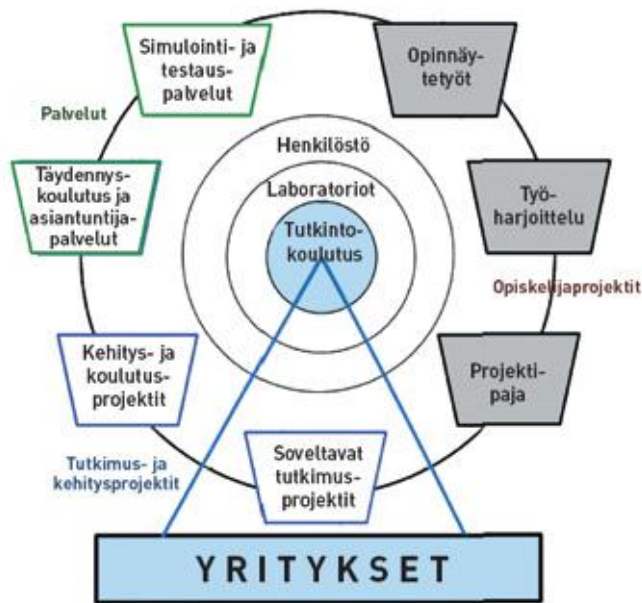 Simulointi- ja
testaus-
palvelut
Opinnäy-
tetyöt
Palvelut
Henkilöstö
Täydennys-
koulutus ja
asiantuntija-
palvelut
Laboratoriot
Työ-
harjoittelu
Tutkinto-
koulutus
Opiskelijaprojektit
Kehitys- ja
koulutus-
projektit
Projekti-
paja
Tutkimus- ja
kehitysprojektit
Soveltavat
tutkimus-
projektit
YRITYKSET